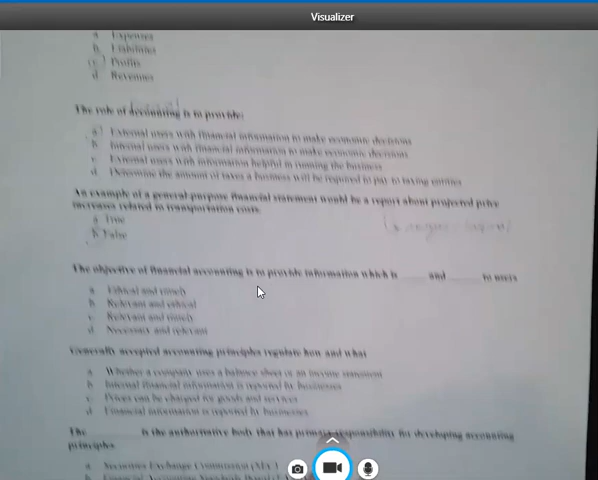 Visualizer
a Expenses
b. Liabilities
c. Profits
d Revenues
The role of accounting is to provide:
a External users with financial information to make economic decisions
b. Internal users with financial information to make economic decisions
c. External users with information helpful in running the business
d. Determine the amount of taxes a business will be required to pay to taxing entities
An example of a general purpose financial statement would be a report about projected price
increases related to transportation costs.
a True
b False
The objective of financial accounting is to provide information which is ______ and ______ to users
a Ethical and timely
b Relevant and ethical
c Relevant and timely
d Necessary and relevant
Generally accepted accounting principles regulate how and what
a. Whether a company uses a balance sheet or an income statement
b Internal financial information is reported by businesses
c Prices can be charged for goods and services
d Financial information is reported by businesses
The ________ is the authoritative body that has primary responsibility for developing accounting
principles
a Securities Exchange Commission (SEC)
b Financial Accounting Standards Board